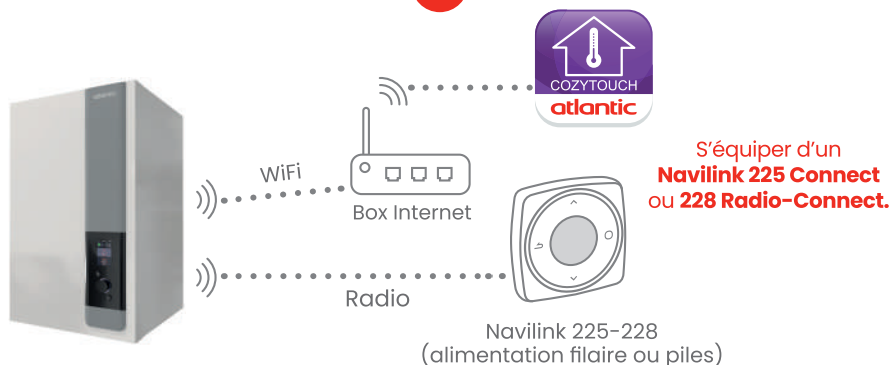 COZYTOUCH
atlantic
S'équiper d'un
Navilink 225 Connect
ou 228 Radio-Connect.
WiFi
Box Internet
Radio
Navilink 225-228
(alimentation filaire ou piles)
atlantic